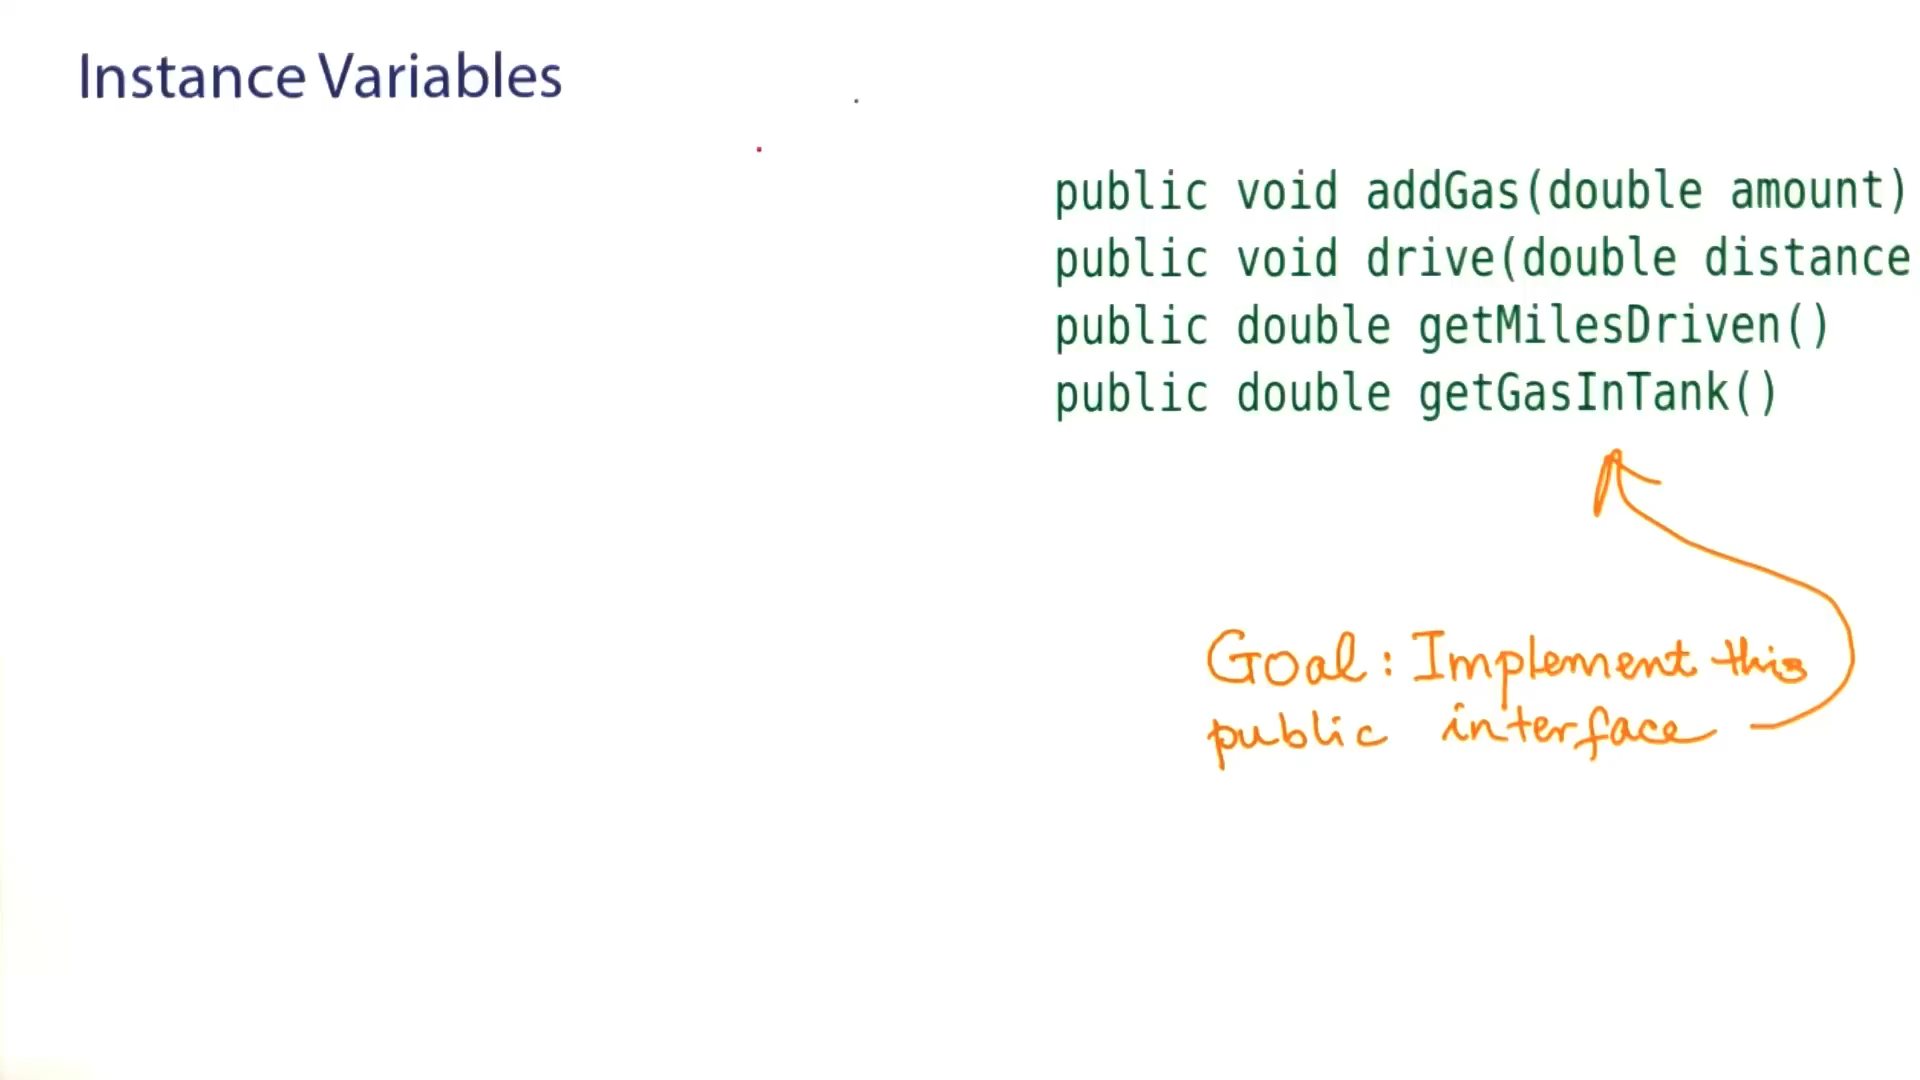 Instance Variables
public void addGas(double amount)
public void drive(double distance
public double getMilesDriven()
public double getGasInTank()
Goal: Implement this
public interface